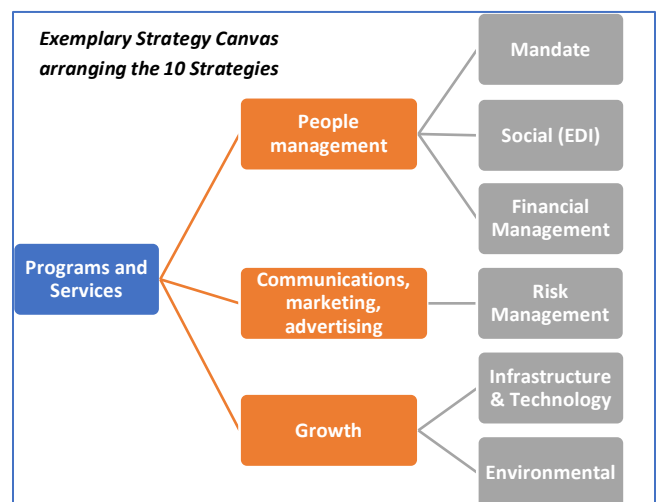 Exemplary Strategy Canvas
arranging the 10 Strategies
Programs and
Services
People
management
Communications,
marketing,
advertising
Growth
Mandate
Social (EDI)
Financial
Management
Risk
Management
Infrastructure
& Technology
Environmental